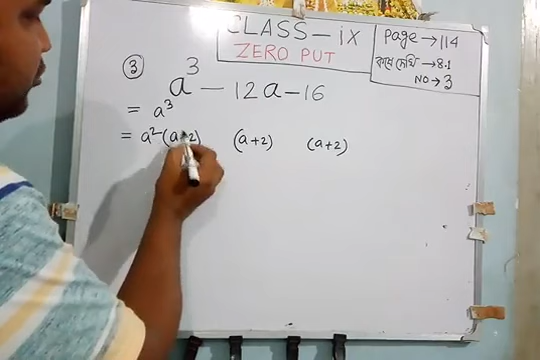 CLASS - ix
ZERO PUT
page → 114
কষে দেখি → 8.1
NO → 3
③ a³ - 12a - 16
= a³
= a² (a+2) (a+2) (a+2)